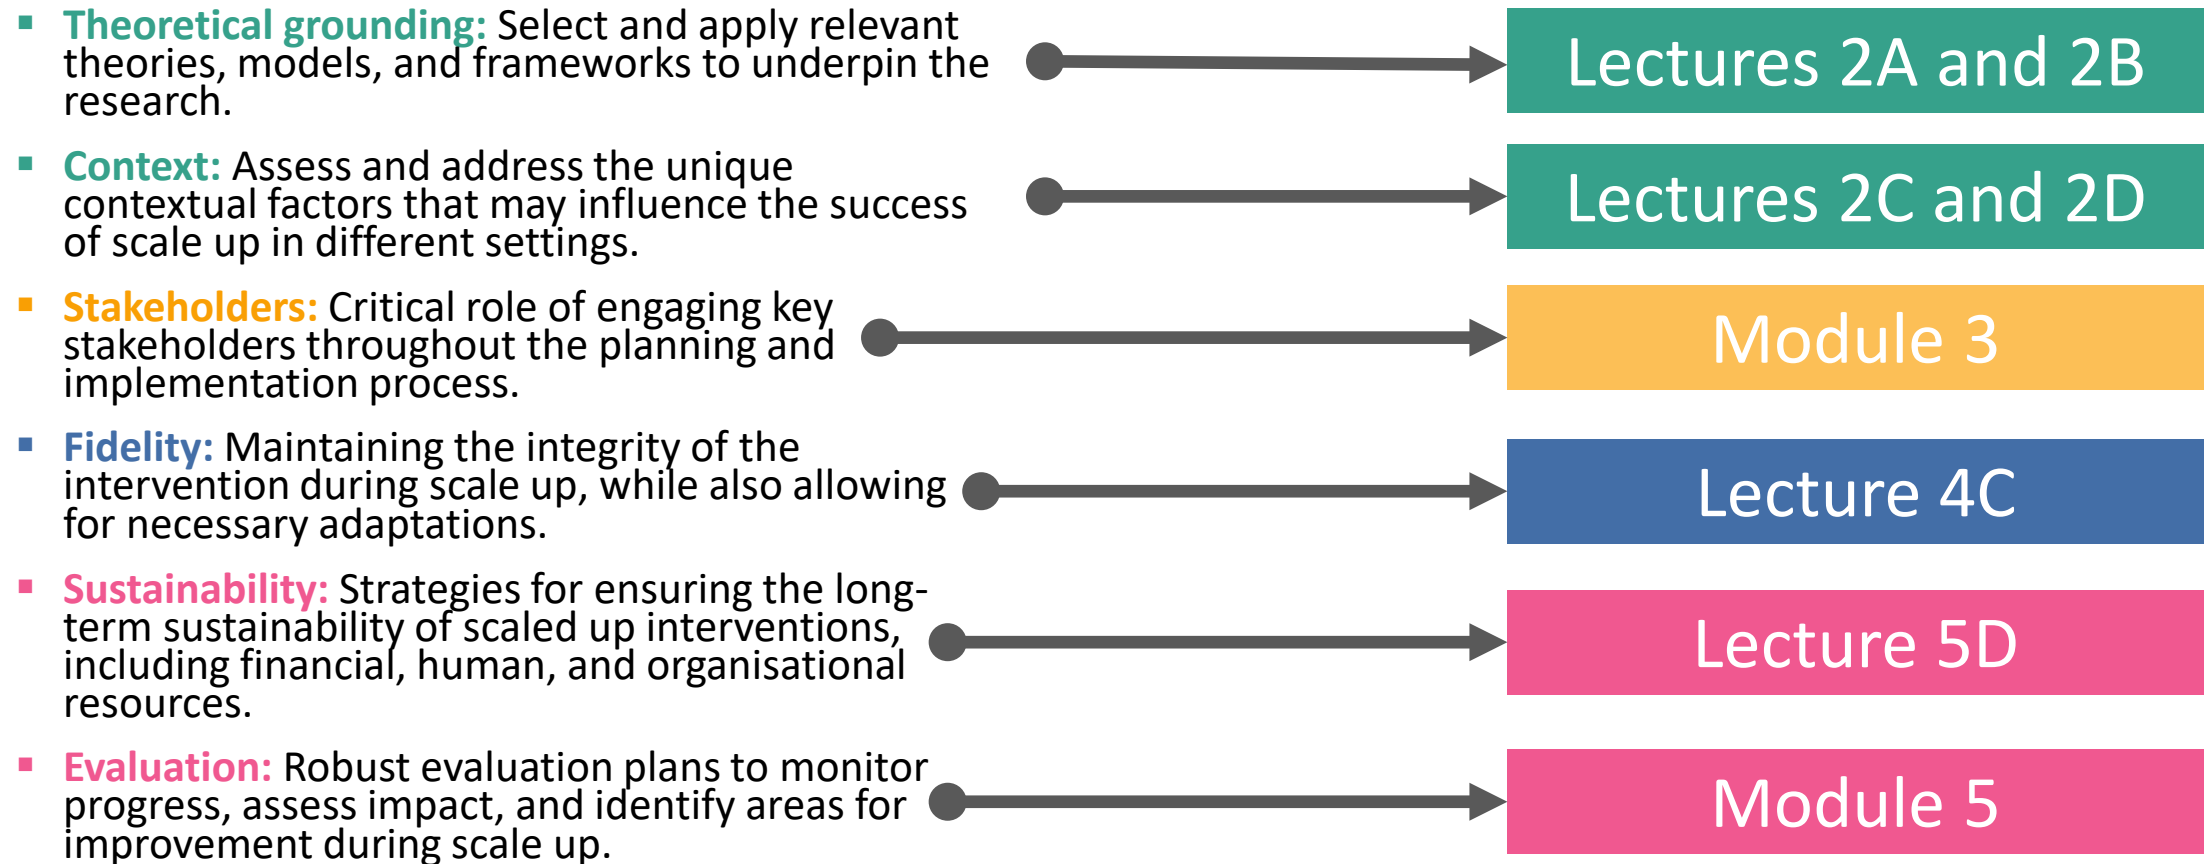 ▪ Theoretical grounding: Select and apply relevant
theories, models, and frameworks to underpin the
research.
Lectures 2A and 2B
▪ Context: Assess and address the unique
contextual factors that may influence the success
of scale up in different settings.
Lectures 2C and 2D
▪ Stakeholders: Critical role of engaging key
stakeholders throughout the planning and
implementation process.
Module 3
▪ Fidelity: Maintaining the integrity of the
intervention during scale up, while also allowing
for necessary adaptations.
Lecture 4C
▪ Sustainability: Strategies for ensuring the long-
term sustainability of scaled up interventions,
including financial, human, and organisational
resources.
Lecture 5D
▪ Evaluation: Robust evaluation plans to monitor
progress, assess impact, and identify areas for
improvement during scale up.
Module 5